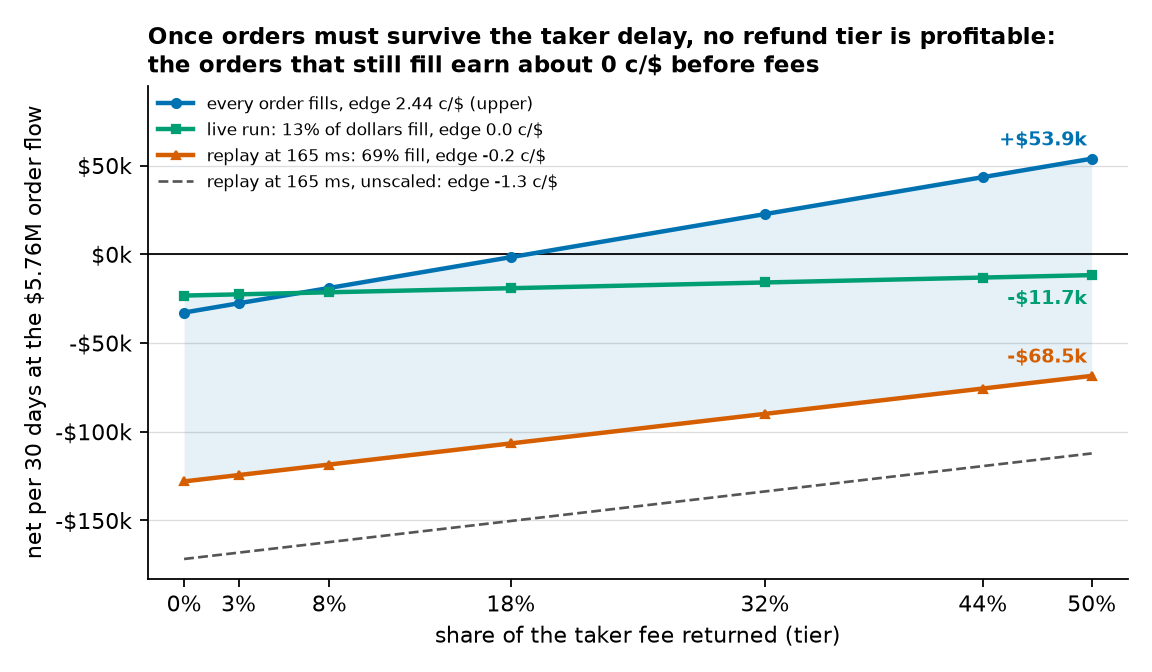 Once orders must survive the taker delay, no refund tier is profitable:
the orders that still fill earn about 0 c/$ before fees
every order fills, edge 2.44 c/$ (upper)
live run: 13% of dollars fill, edge 0.0 c/$
replay at 165 ms: 69% fill, edge -0.2 c/$
replay at 165 ms, unscaled: edge -1.3 c/$
+$53.9k
-$11.7k
-$68.5k
net per 30 days at the $5.76M order flow
$50k
$0k
-$50k
-$100k
-$150k
0% 3% 8% 18% 32% 44% 50%
share of the taker fee returned (tier)